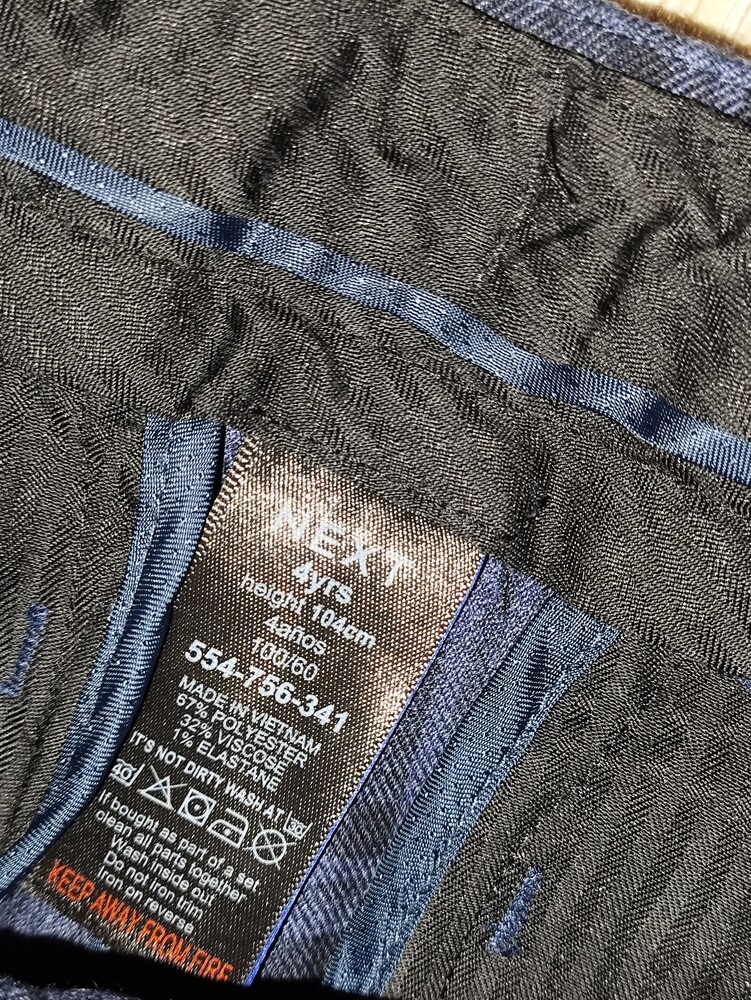 NEXT
4yrs
height 104cm
4años
100/60
554-756-341
MADE IN VIETNAM
67% POLYESTER
32% VISCOSE
1% ELASTANE
IT'S NOT DIRTY WASH AT 30
30
If bought as part of a set
clean all parts together
Wash inside out
Do not iron trim
Iron on reverse
KEEP AWAY FROM FIRE